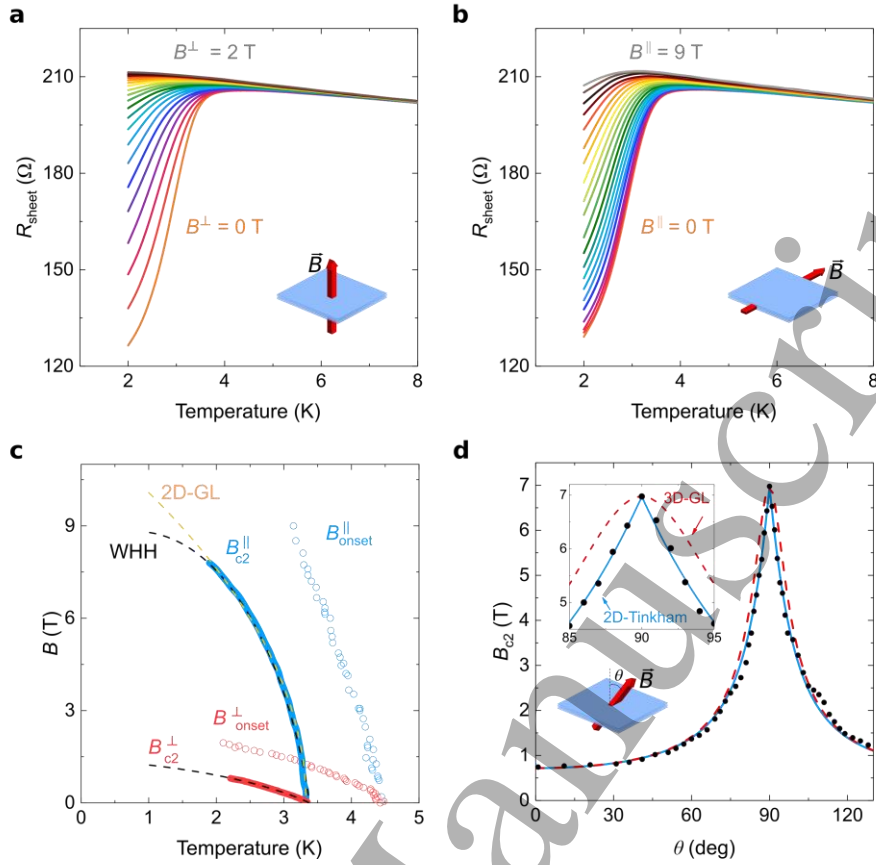 a
B⊥ = 2 T
B⊥ = 0 T
B⃗
Rsheet (Ω)
210
180
150
120
2 4 6 8
Temperature (K)
b
B∥ = 9 T
B∥ = 0 T
B⃗
Rsheet (Ω)
210
180
150
120
2 4 6 8
Temperature (K)
c
2D-GL
WHH
B∥c2
B∥onset
B⊥onset
B⊥c2
B (T)
9
6
3
0
0 1 2 3 4 5
Temperature (K)
d
7
6
5
85 90 95
3D-GL
2D-Tinkham
θ
B⃗
Bc2 (T)
7
6
5
4
3
2
1
0
0 30 60 90 120
θ (deg)
anuscri